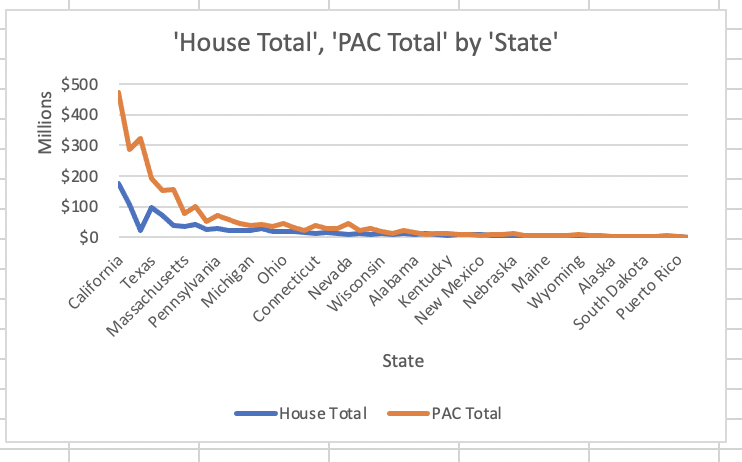 'House Total', 'PAC Total' by 'State'
Millions
$500
$400
$300
$200
$100
$0
California
Texas
Massachusetts
Pennsylvania
Michigan
Ohio
Connecticut
Nevada
Wisconsin
Alabama
Kentucky
New Mexico
Nebraska
Maine
Wyoming
Alaska
South Dakota
Puerto Rico
State
House Total
PAC Total